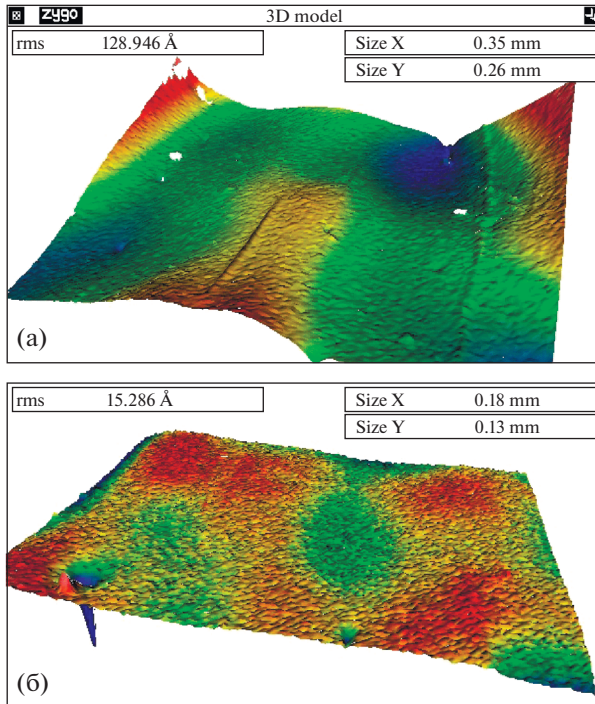 zygo 3D model
rms 128.946 Å Size X 0.35 mm
Size Y 0.26 mm
(а)
rms 15.286 Å Size X 0.18 mm
Size Y 0.13 mm
(б)